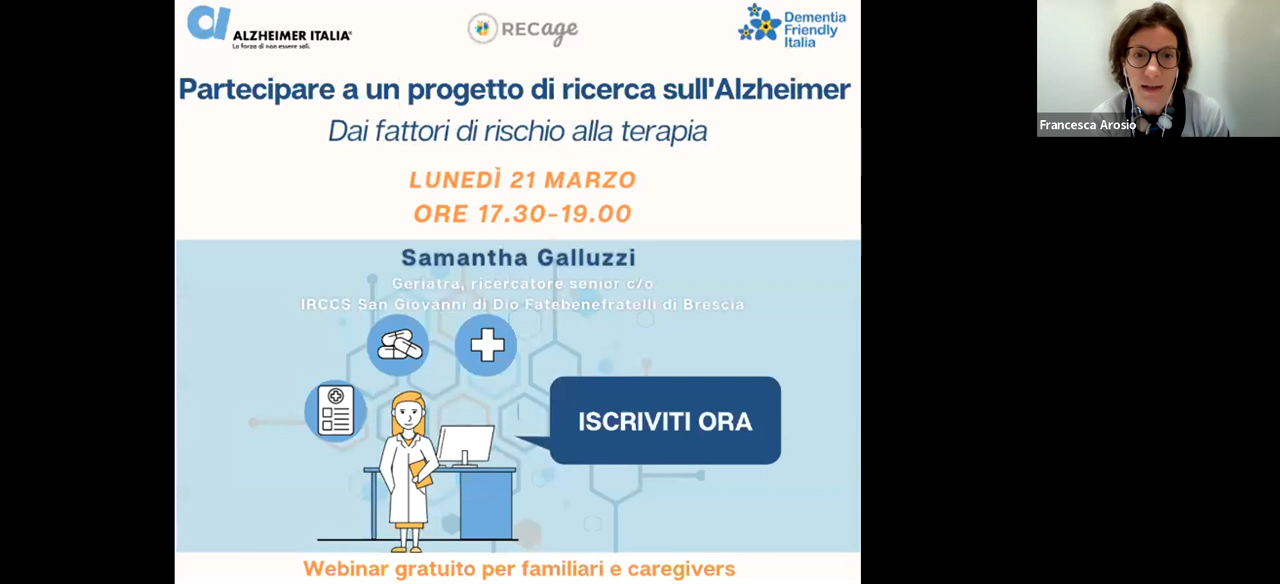 ALZHEIMER ITALIA®
La forza di non essere soli.
RECage
Dementia
Friendly
Italia
Partecipare a un progetto di ricerca sull'Alzheimer
Dai fattori di rischio alla terapia
LUNEDÌ 21 MARZO
ORE 17.30-19.00
Samantha Galluzzi
Geriatra, ricercatore senior c/o
IRCCS San Giovanni di Dio Fatebenefratelli di Brescia
ISCRIVITI ORA
Webinar gratuito per familiari e caregivers
Francesca Arosio